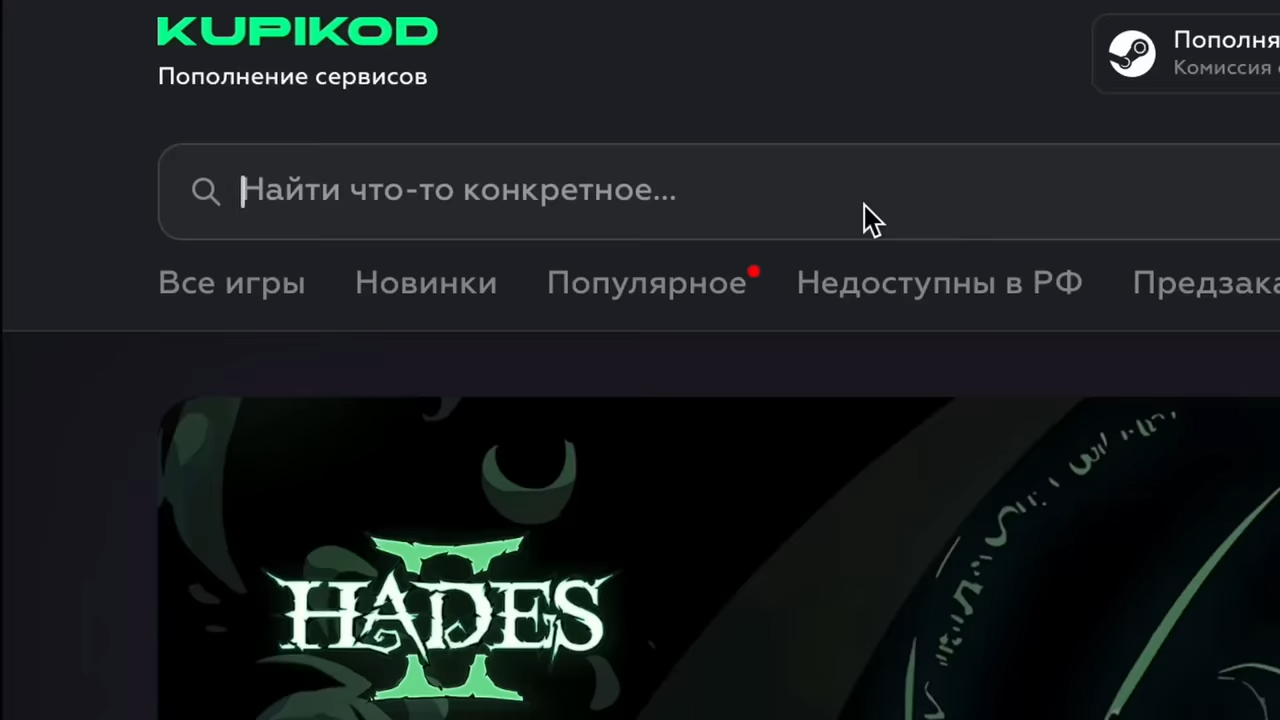 KUPIKOD
Пополнение сервисов
Пополня
Комиссия
Найти что-то конкретное...
Все игры Новинки Популярное Недоступны в РФ Предзака
HADES
II